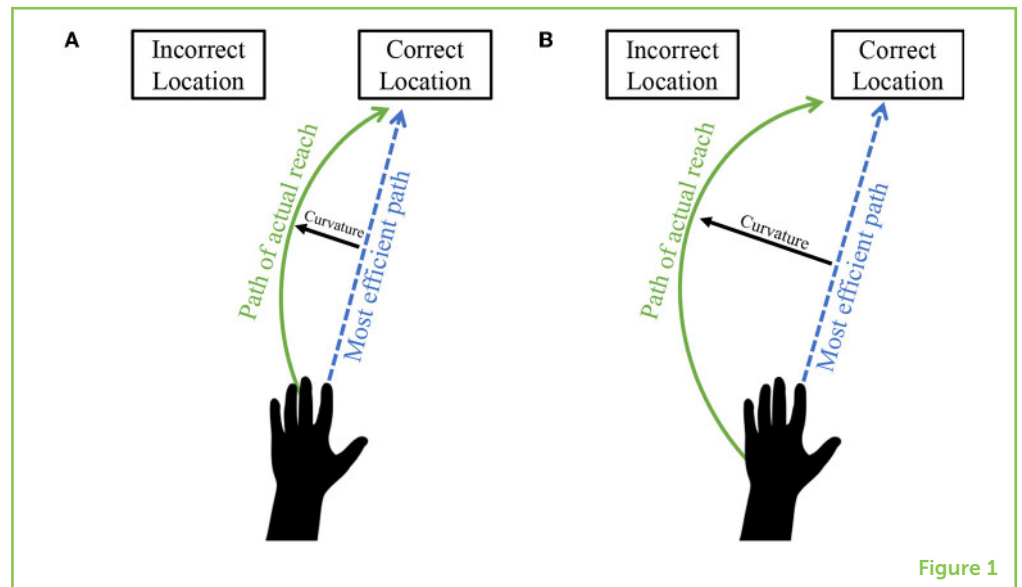 A
Incorrect
Location
Correct
Location
Path of actual reach
Curvature
Most efficient path
B
Incorrect
Location
Correct
Location
Path of actual reach
Curvature
Most efficient path
Figure 1